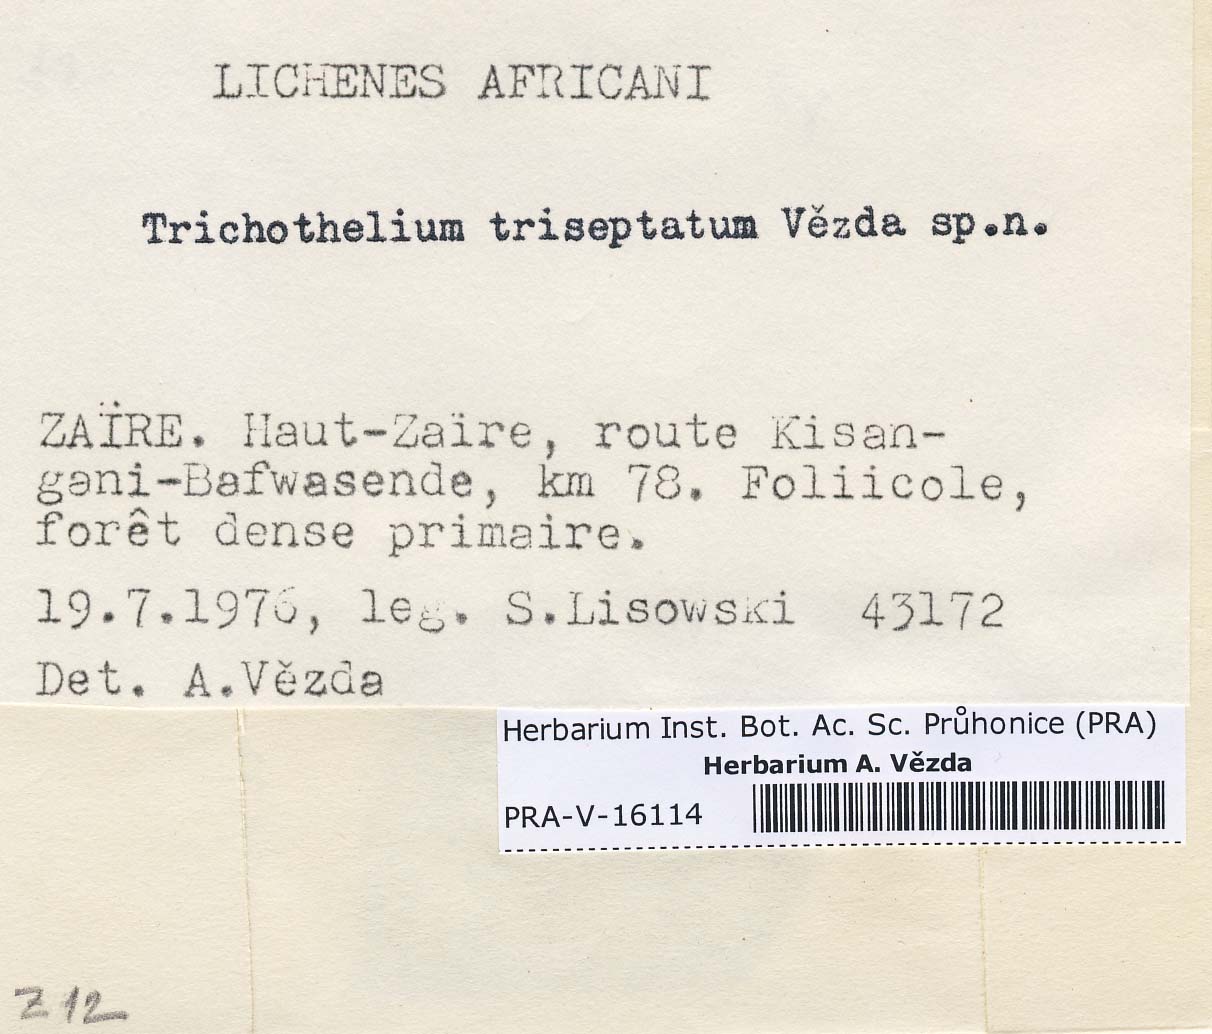 LICHENES AFRICANI
Trichothelium triseptatum Vězda sp.n.
ZAÏRE. Haut-Zaïre, route Kisan-
gani-Bafwasende, km 78. Foliicole,
forêt dense primaire.
19.7.1976, leg. S.Lisowski 43172
Det. A.Vězda
Herbarium Inst. Bot. Ac. Sc. Průhonice (PRA)
Herbarium A. Vězda
PRA-V-16114
Z 12